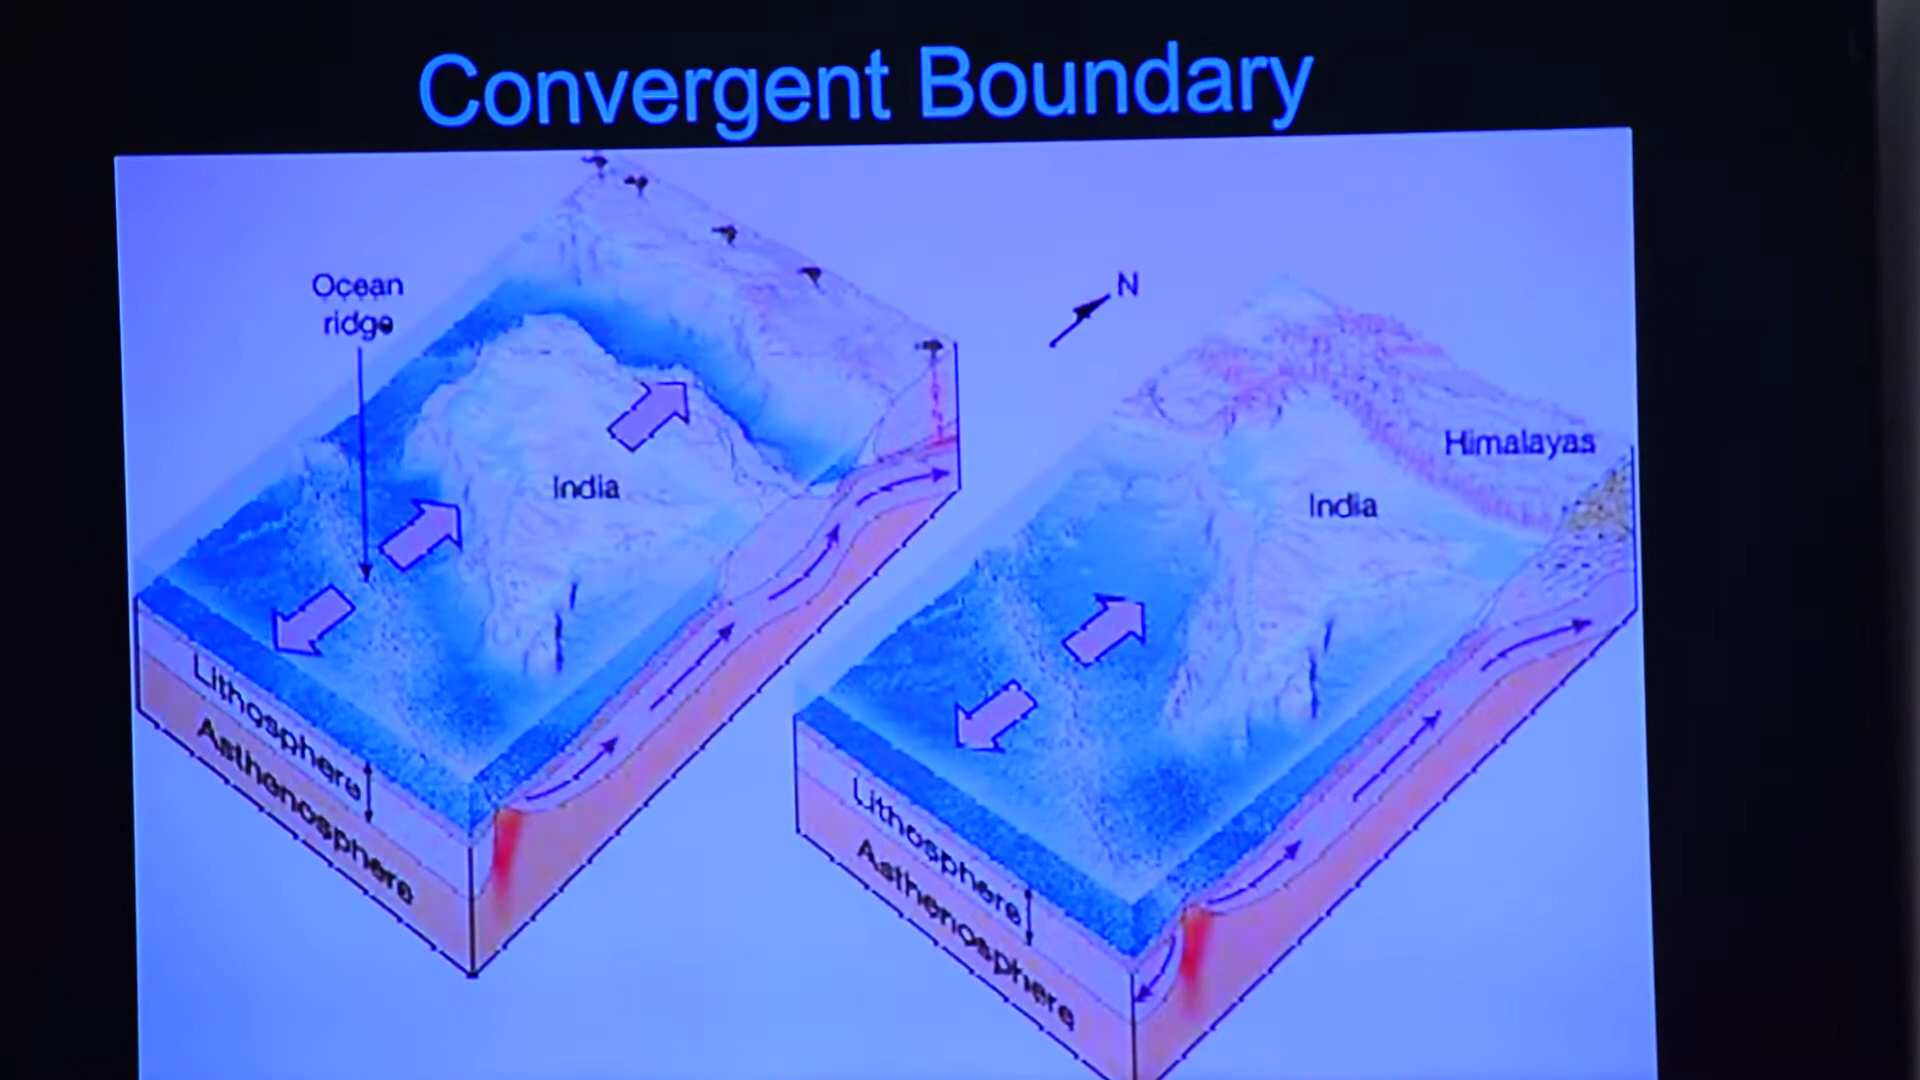 Convergent Boundary
Ocean
ridge
India
Lithosphere
Asthenosphere
N
Himalayas
India
Lithosphere
Asthenosphere